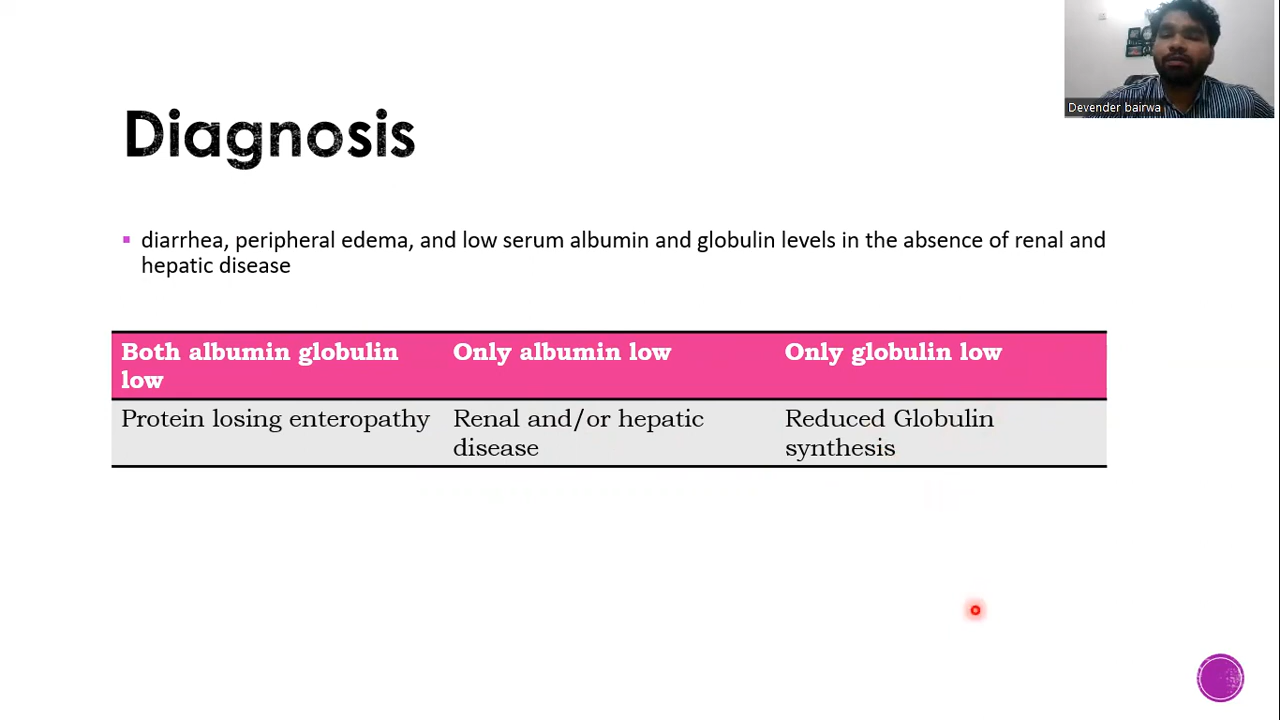 Devender bairwa
Diagnosis
diarrhea, peripheral edema, and low serum albumin and globulin levels in the absence of renal and
hepatic disease
Both albumin globulin low
Only albumin low
Only globulin low
Protein losing enteropathy
Renal and/or hepatic disease
Reduced Globulin synthesis